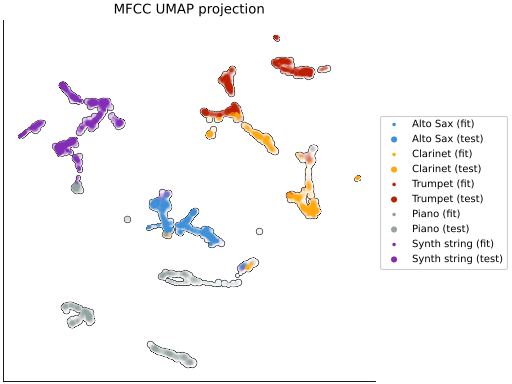 MFCC UMAP projection
Alto Sax (fit)
Alto Sax (test)
Clarinet (fit)
Clarinet (test)
Trumpet (fit)
Trumpet (test)
Piano (fit)
Piano (test)
Synth string (fit)
Synth string (test)